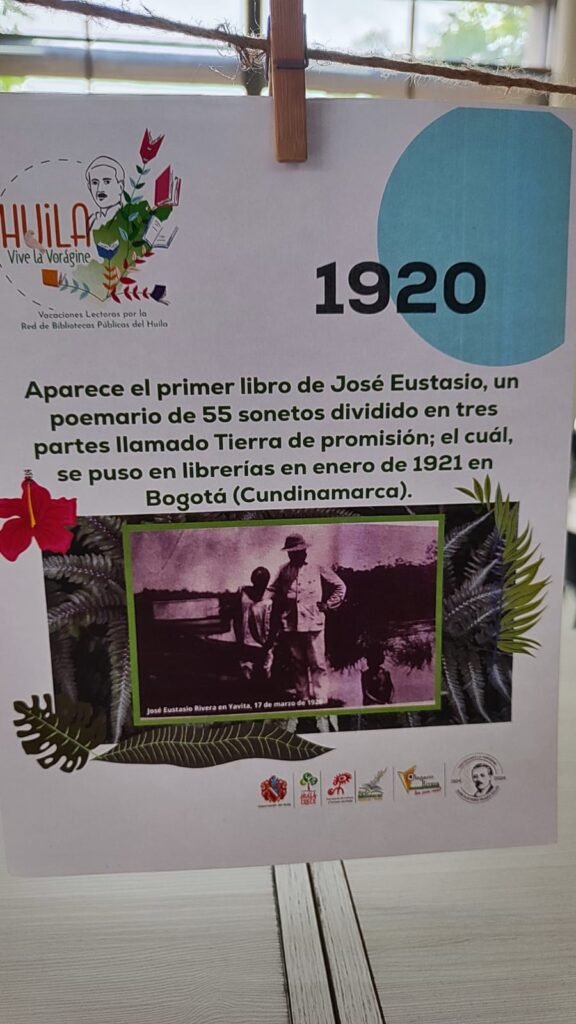 HUiLA
Vive la Vorágine
Vacaciones Lectoras por la
Red de Bibliotecas Públicas del Huila
1920
Aparece el primer libro de José Eustasio, un
poemario de 55 sonetos dividido en tres
partes llamado Tierra de promisión; el cuál,
se puso en librerías en enero de 1921 en
Bogotá (Cundinamarca).
José Eustasio Rivera en Yavita, 17 de marzo de 1923